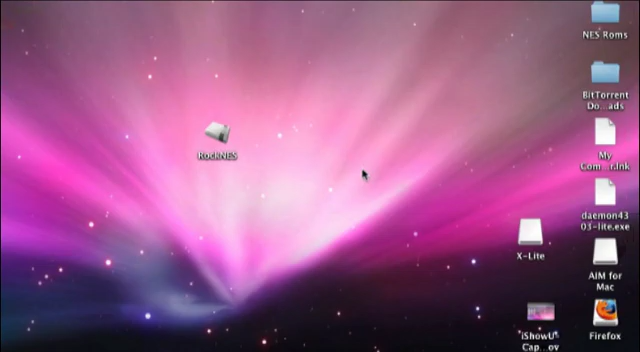 NES Roms
BitTorrent
Do...ads
RockNES
My
Com...r.lnk
daemon43
03-lite.exe
X-Lite
AIM for
Mac
iShowU-
Cap...ov
Firefox